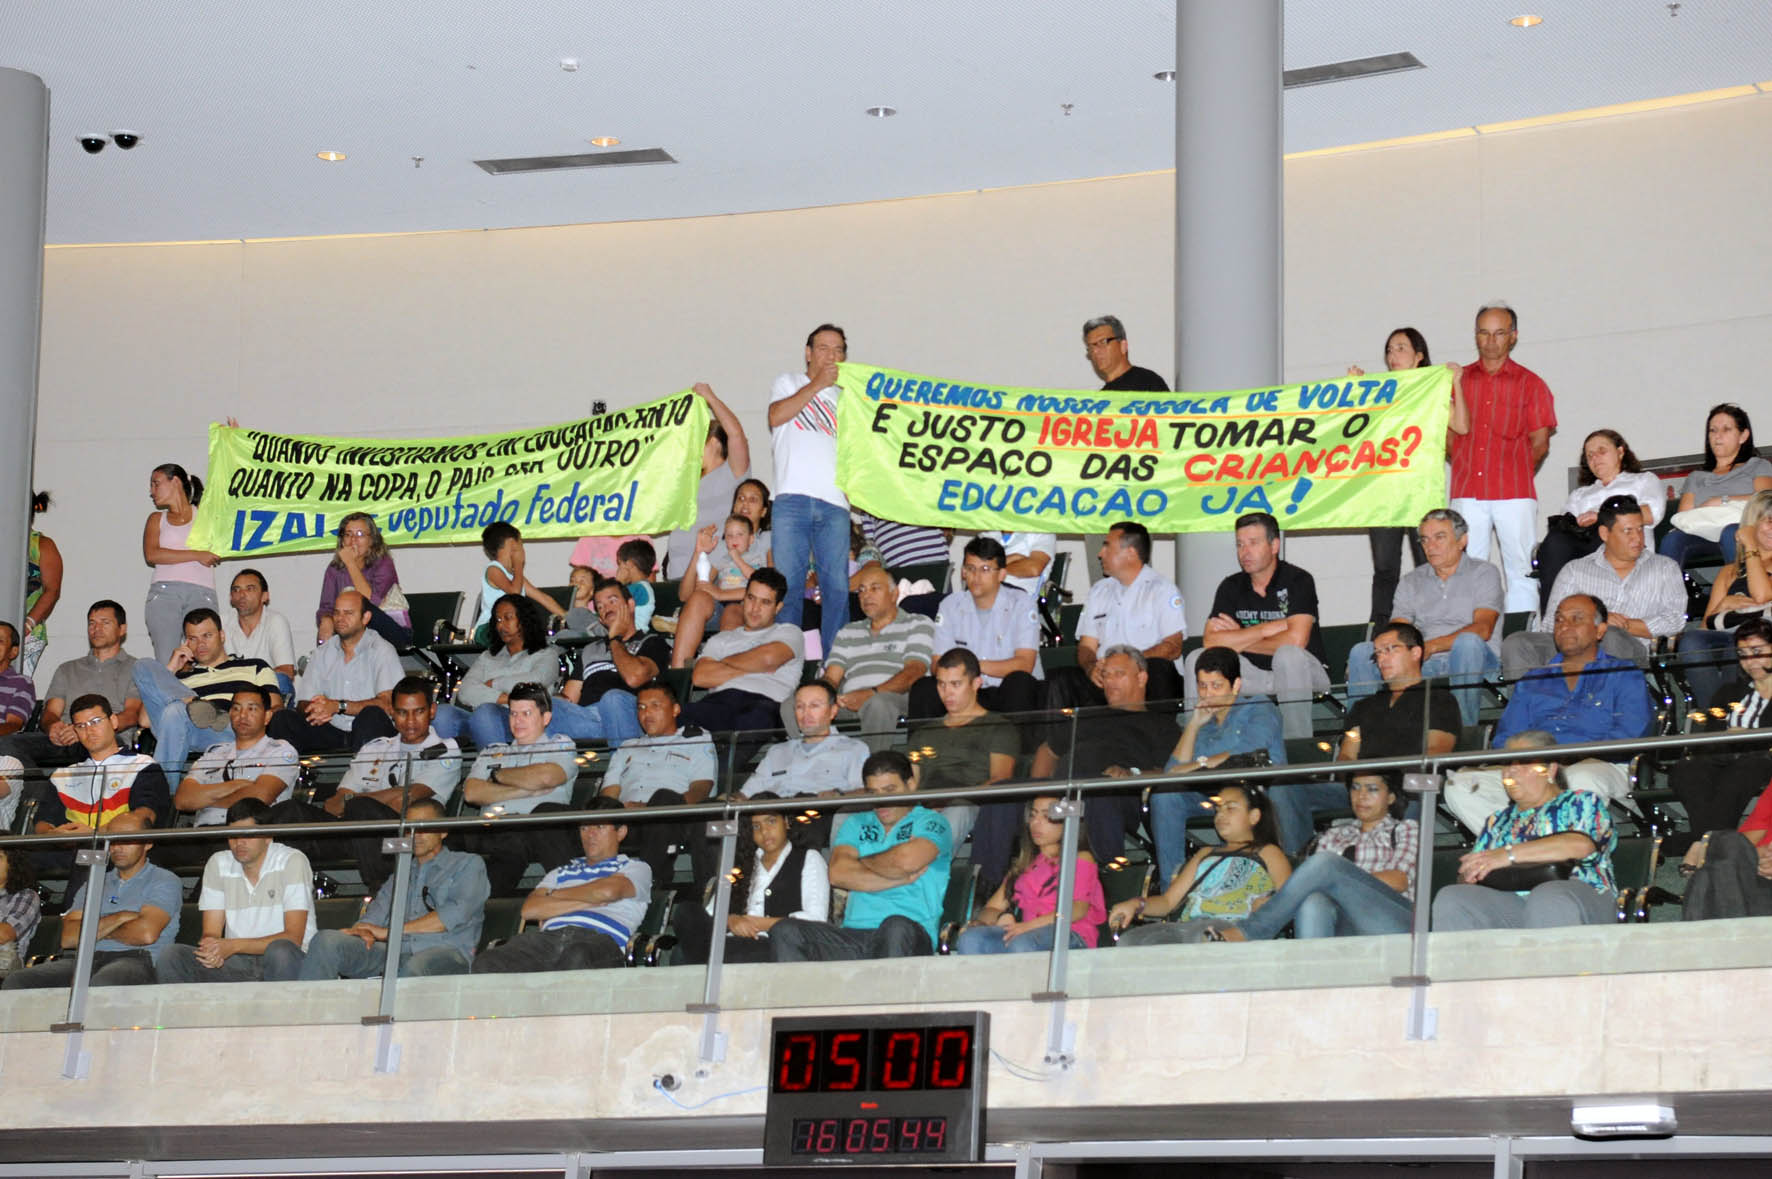 "QUANDO INVESTIRMOS EM EDUCAÇÃO, TANTO
QUANTO NA COPA, O PAÍS SERÁ OUTRO"
Deputado Federal
QUEREMOS NOSSA ESCOLA DE VOLTA
E JUSTO IGREJA TOMAR O
ESPAÇO DAS CRIANÇAS?
EDUCAÇÃO JÁ!
35
05 00
16 05 44